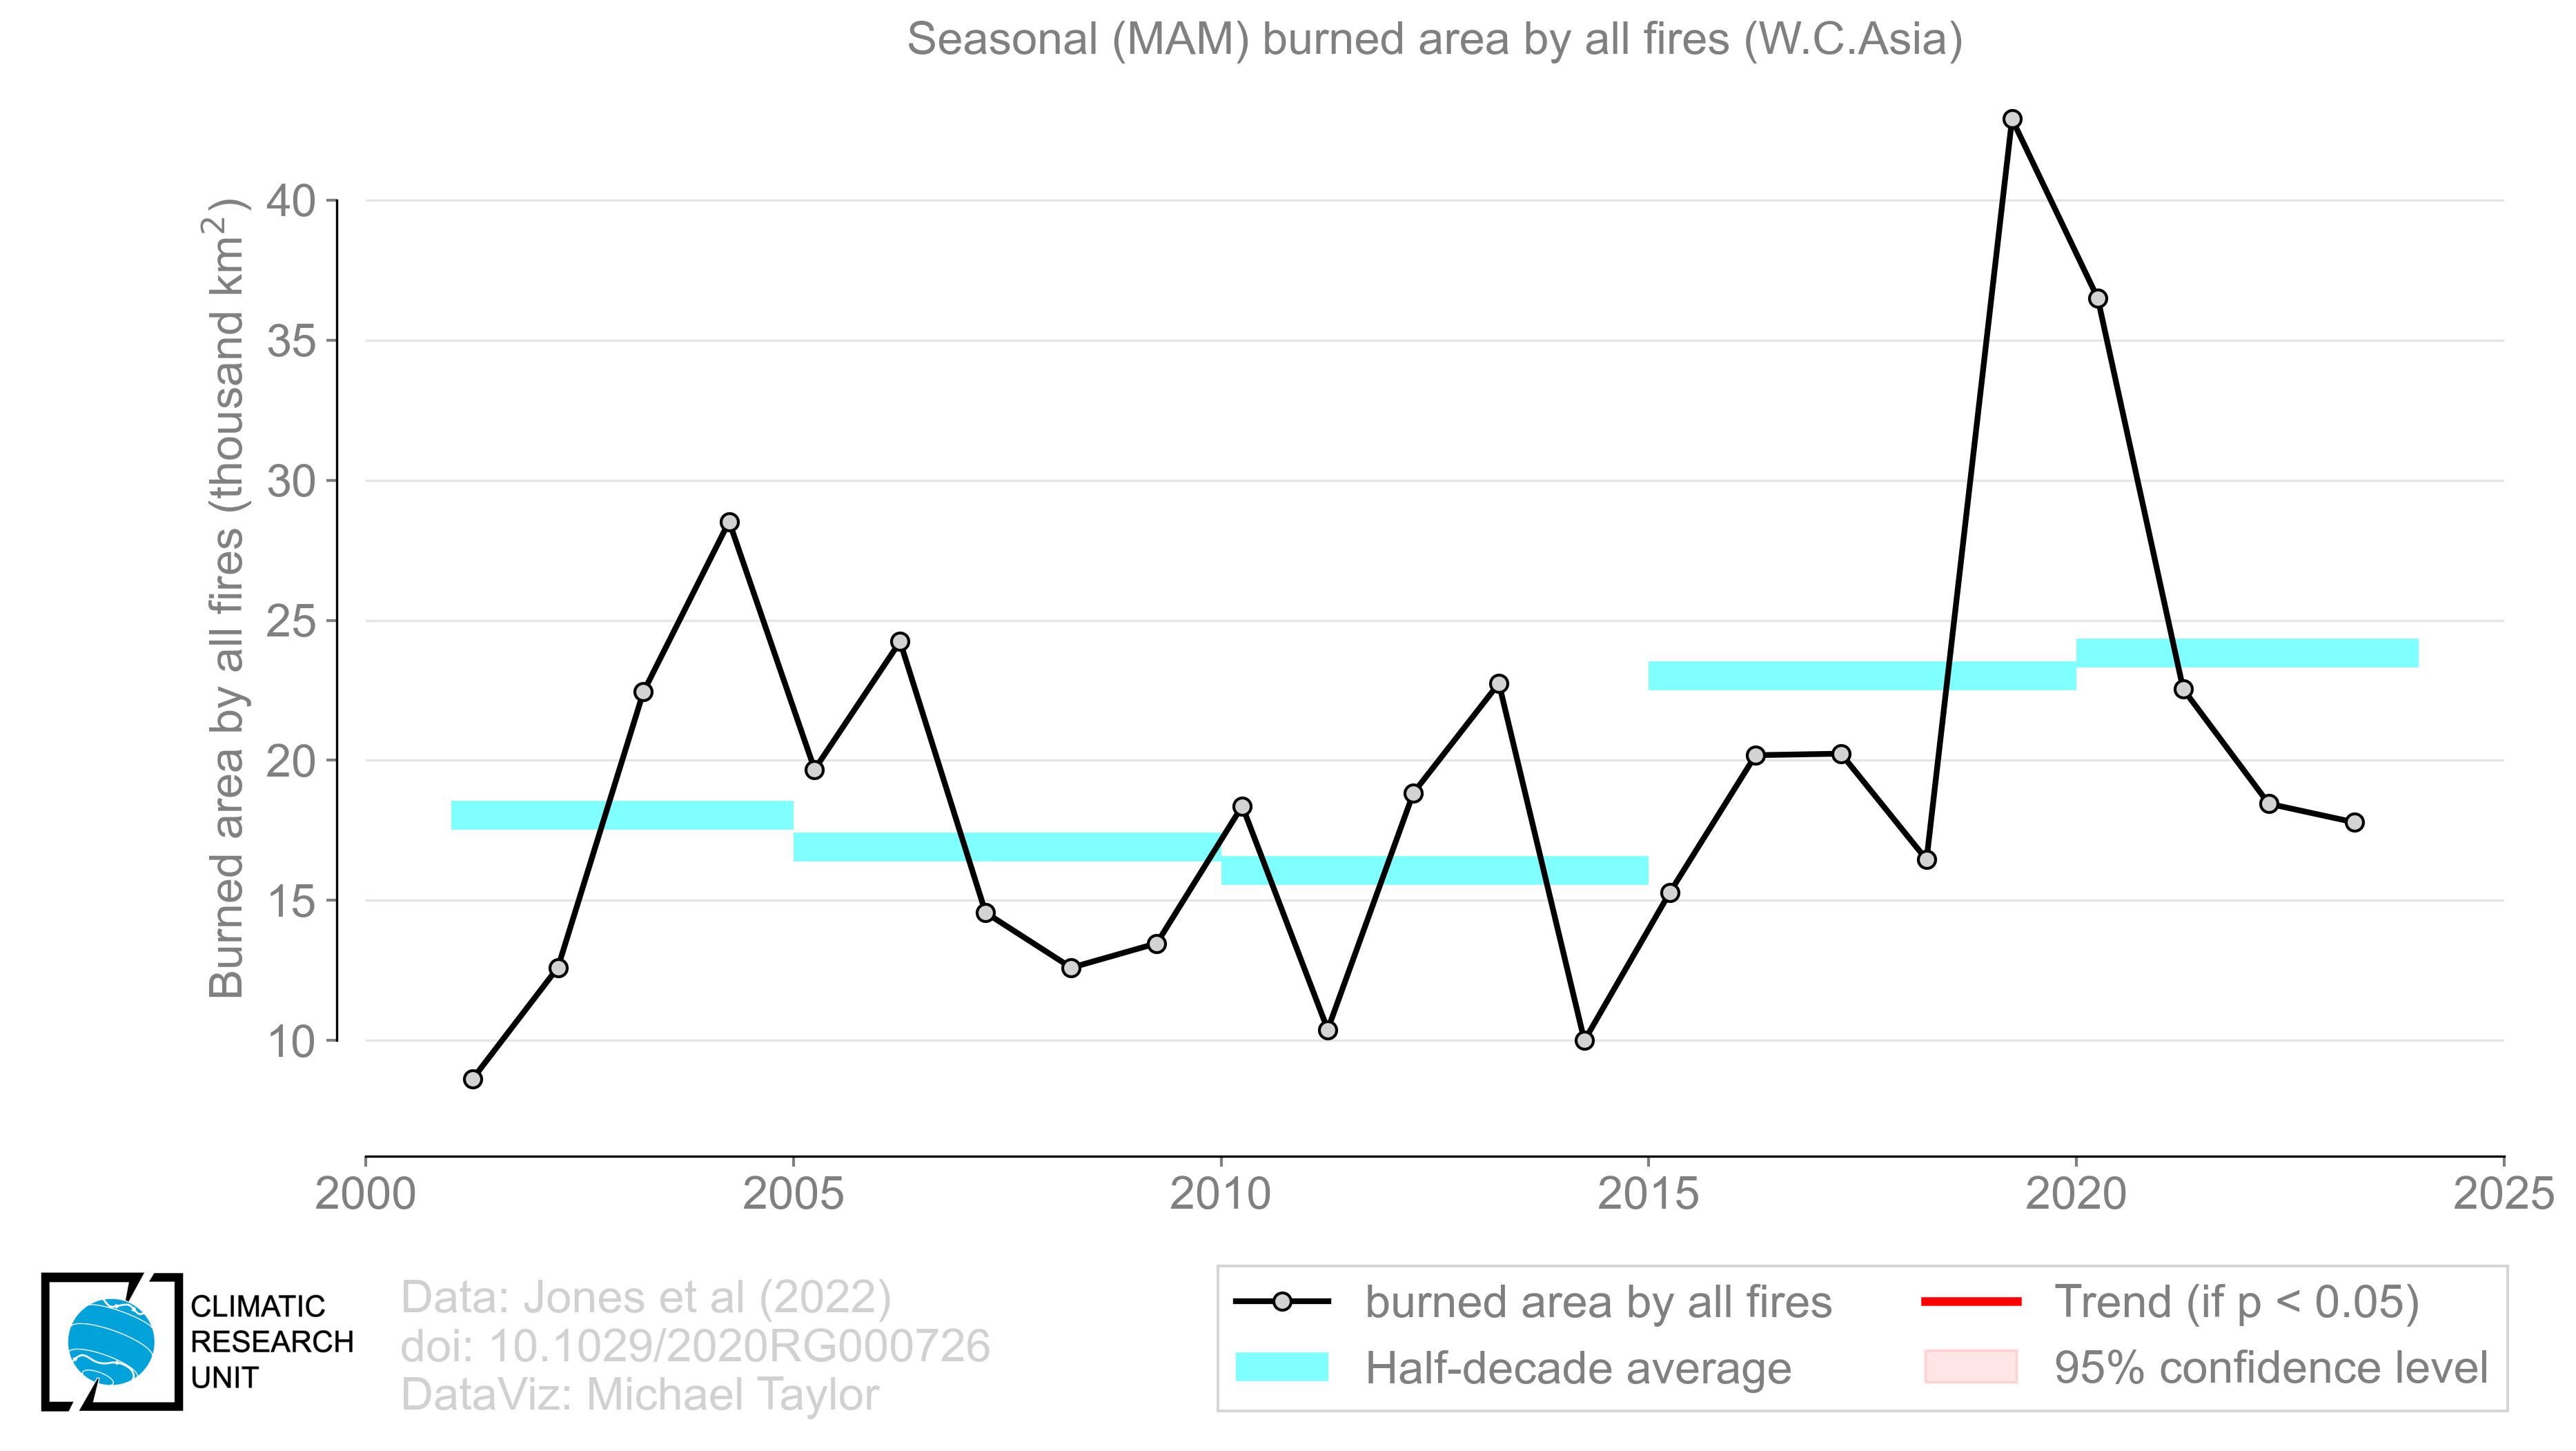 Seasonal (MAM) burned area by all fires (W.C.Asia)
Burned area by all fires (thousand km²)
40
35
30
25
20
15
10
2000 2005 2010 2015 2020 2025
CLIMATIC
RESEARCH
UNIT
Data: Jones et al (2022)
doi: 10.1029/2020RG000726
DataViz: Michael Taylor
burned area by all fires
Half-decade average
Trend (if p < 0.05)
95% confidence level